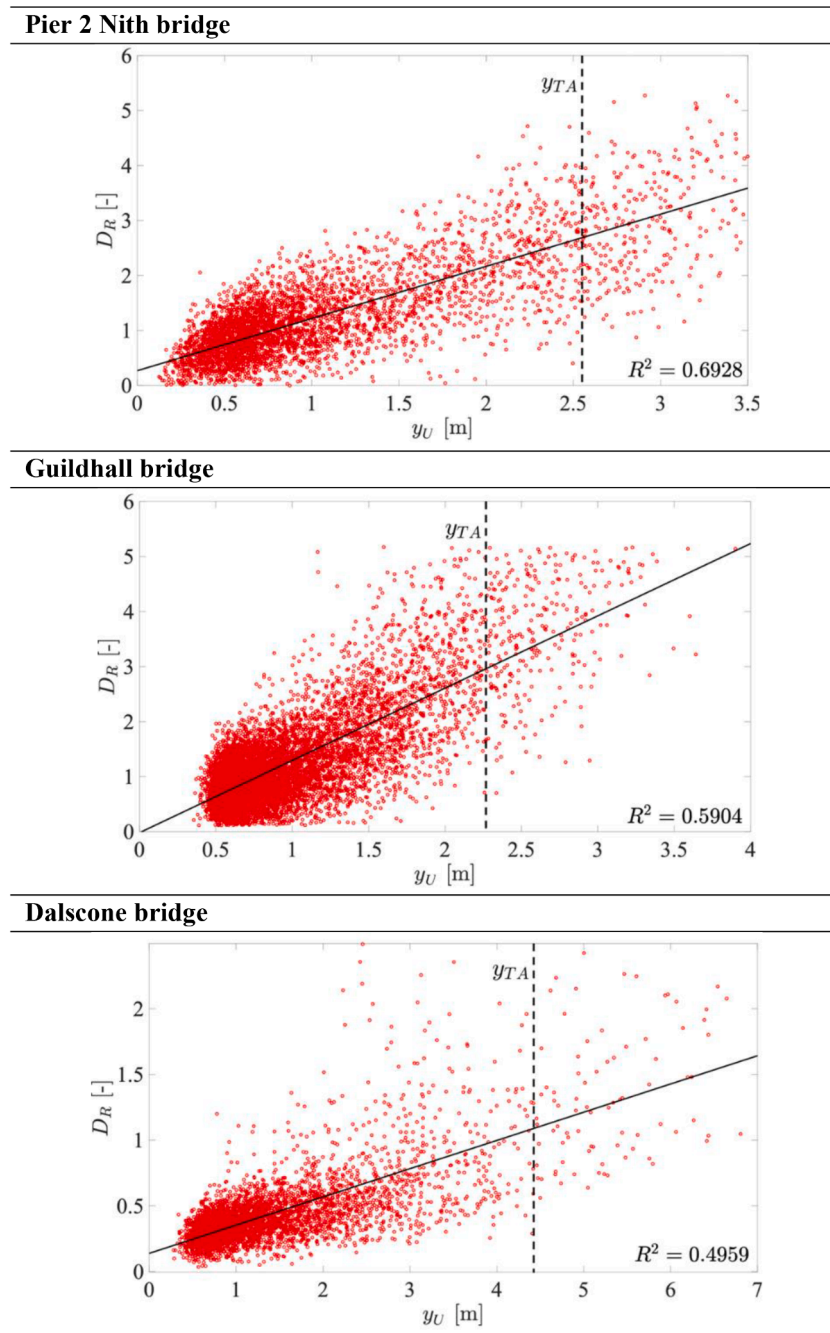 Pier 2 Nith bridge
6
5
4
3
2
1
0
D_R [-]
y_TA
R² = 0.6928
0 0.5 1 1.5 2 2.5 3 3.5
y_U [m]
Guildhall bridge
6
5
4
3
2
1
0
D_R [-]
y_TA
R² = 0.5904
0 0.5 1 1.5 2 2.5 3 3.5 4
y_U [m]
Dalscone bridge
2
1.5
1
0.5
0
D_R [-]
y_TA
R² = 0.4959
0 1 2 3 4 5 6 7
y_U [m]